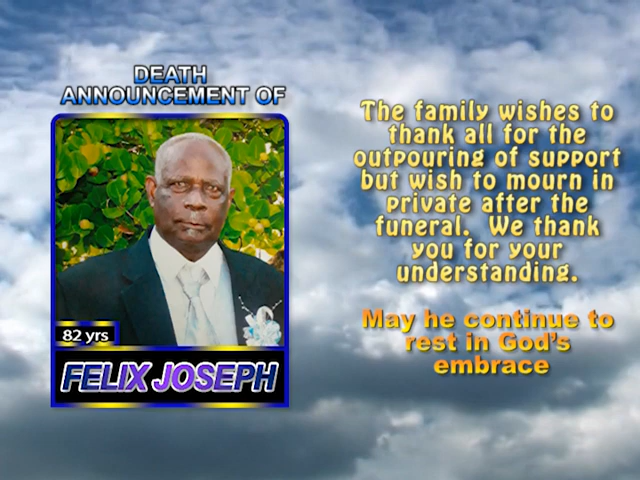 DEATH
ANNOUNCEMENT OF
82 yrs
FELIX JOSEPH
The family wishes to
thank all for the
outpouring of support
but wish to mourn in
private after the
funeral. We thank
you for your
understanding.
May he continue to
rest in God's
embrace